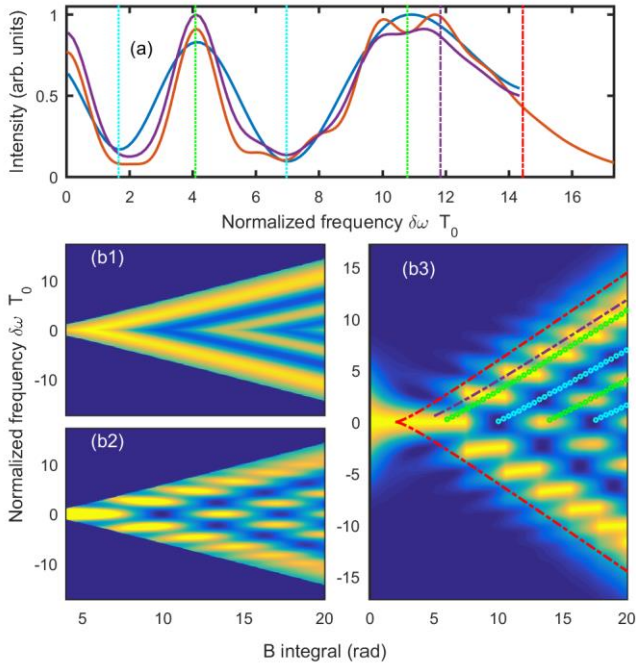 (a)
Intensity (arb. units)
1
0.5
0
0 2 4 6 8 10 12 14 16
Normalized frequency δω T0
(b1)
10
0
-10
(b2)
10
0
-10
5 10 15 20
(b3)
15
10
5
0
-5
-10
-15
0 5 10 15 20
Normalized frequency δω T0
B integral (rad)